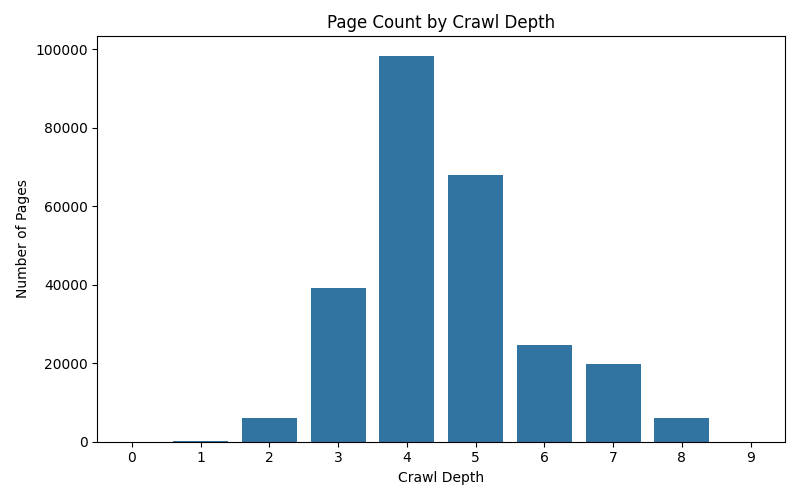 Page Count by Crawl Depth
Number of Pages
100000
80000
60000
40000
20000
0
0 1 2 3 4 5 6 7 8 9
Crawl Depth